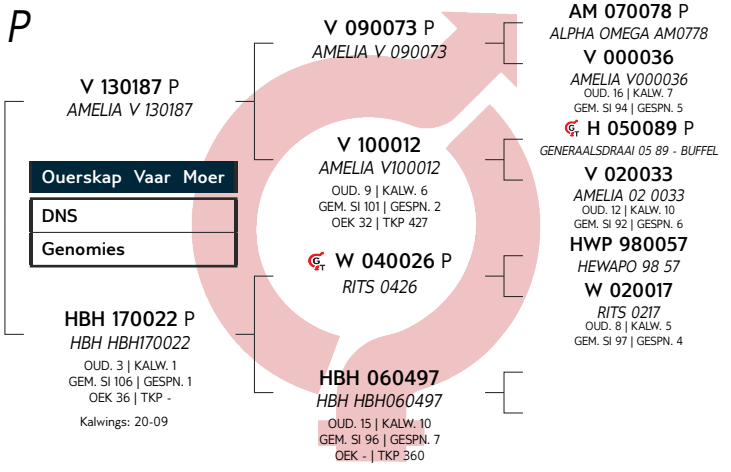 P
V 130187 P
AMELIA V 130187
Ouerskap Vaar Moer
DNS
Genomies
HBH 170022 P
HBH HBH170022
OUD. 3 | KALW. 1
GEM. SI 106 | GESPN. 1
OEK 36 | TKP -
Kalwings: 20-09
V 090073 P
AMELIA V 090073
V 100012
AMELIA V100012
OUD. 9 | KALW. 6
GEM. SI 101 | GESPN. 2
OEK 32 | TKP 427
GT W 040026 P
RITS 0426
HBH 060497
HBH HBH060497
OUD. 15 | KALW. 10
GEM. SI 96 | GESPN. 7
OEK - | TKP 360
AM 070078 P
ALPHA OMEGA AM0778
V 000036
AMELIA V000036
OUD. 16 | KALW. 7
GEM. SI 94 | GESPN. 5
GT H 050089 P
GENERAALSDRAAI 05 89 - BUFFEL
V 020033
AMELIA 02 0033
OUD. 12 | KALW. 10
GEM. SI 92 | GESPN. 6
HWP 980057
HEWAPO 98 57
W 020017
RITS 0217
OUD. 8 | KALW. 5
GEM. SI 97 | GESPN. 4